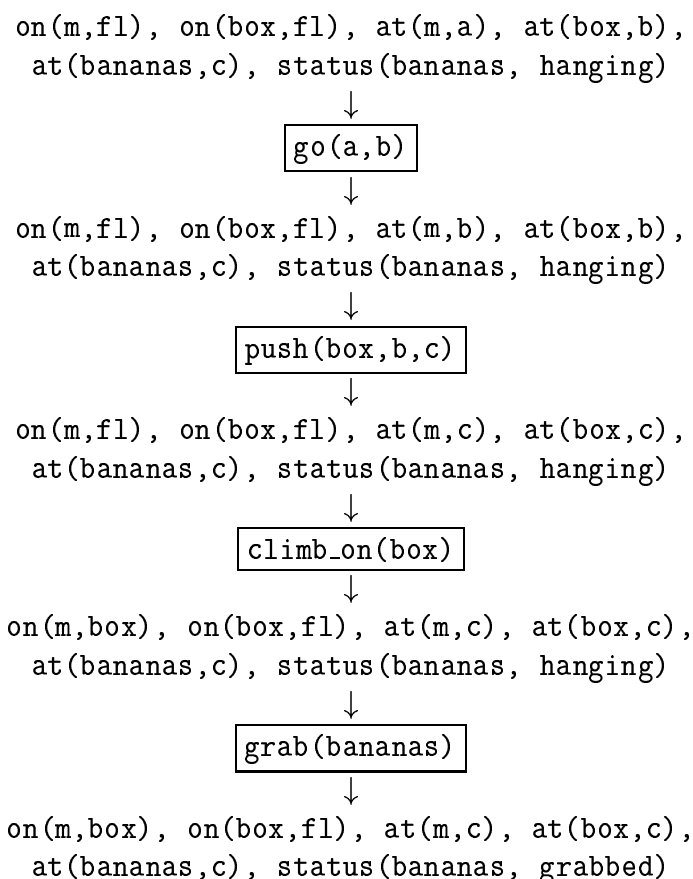 on(m,fl), on(box,fl), at(m,a), at(box,b),
at(bananas,c), status(bananas, hanging)
go(a,b)
on(m,fl), on(box,fl), at(m,b), at(box,b),
at(bananas,c), status(bananas, hanging)
push(box,b,c)
on(m,fl), on(box,fl), at(m,c), at(box,c),
at(bananas,c), status(bananas, hanging)
climb_on(box)
on(m,box), on(box,fl), at(m,c), at(box,c),
at(bananas,c), status(bananas, hanging)
grab(bananas)
on(m,box), on(box,fl), at(m,c), at(box,c),
at(bananas,c), status(bananas, grabbed)